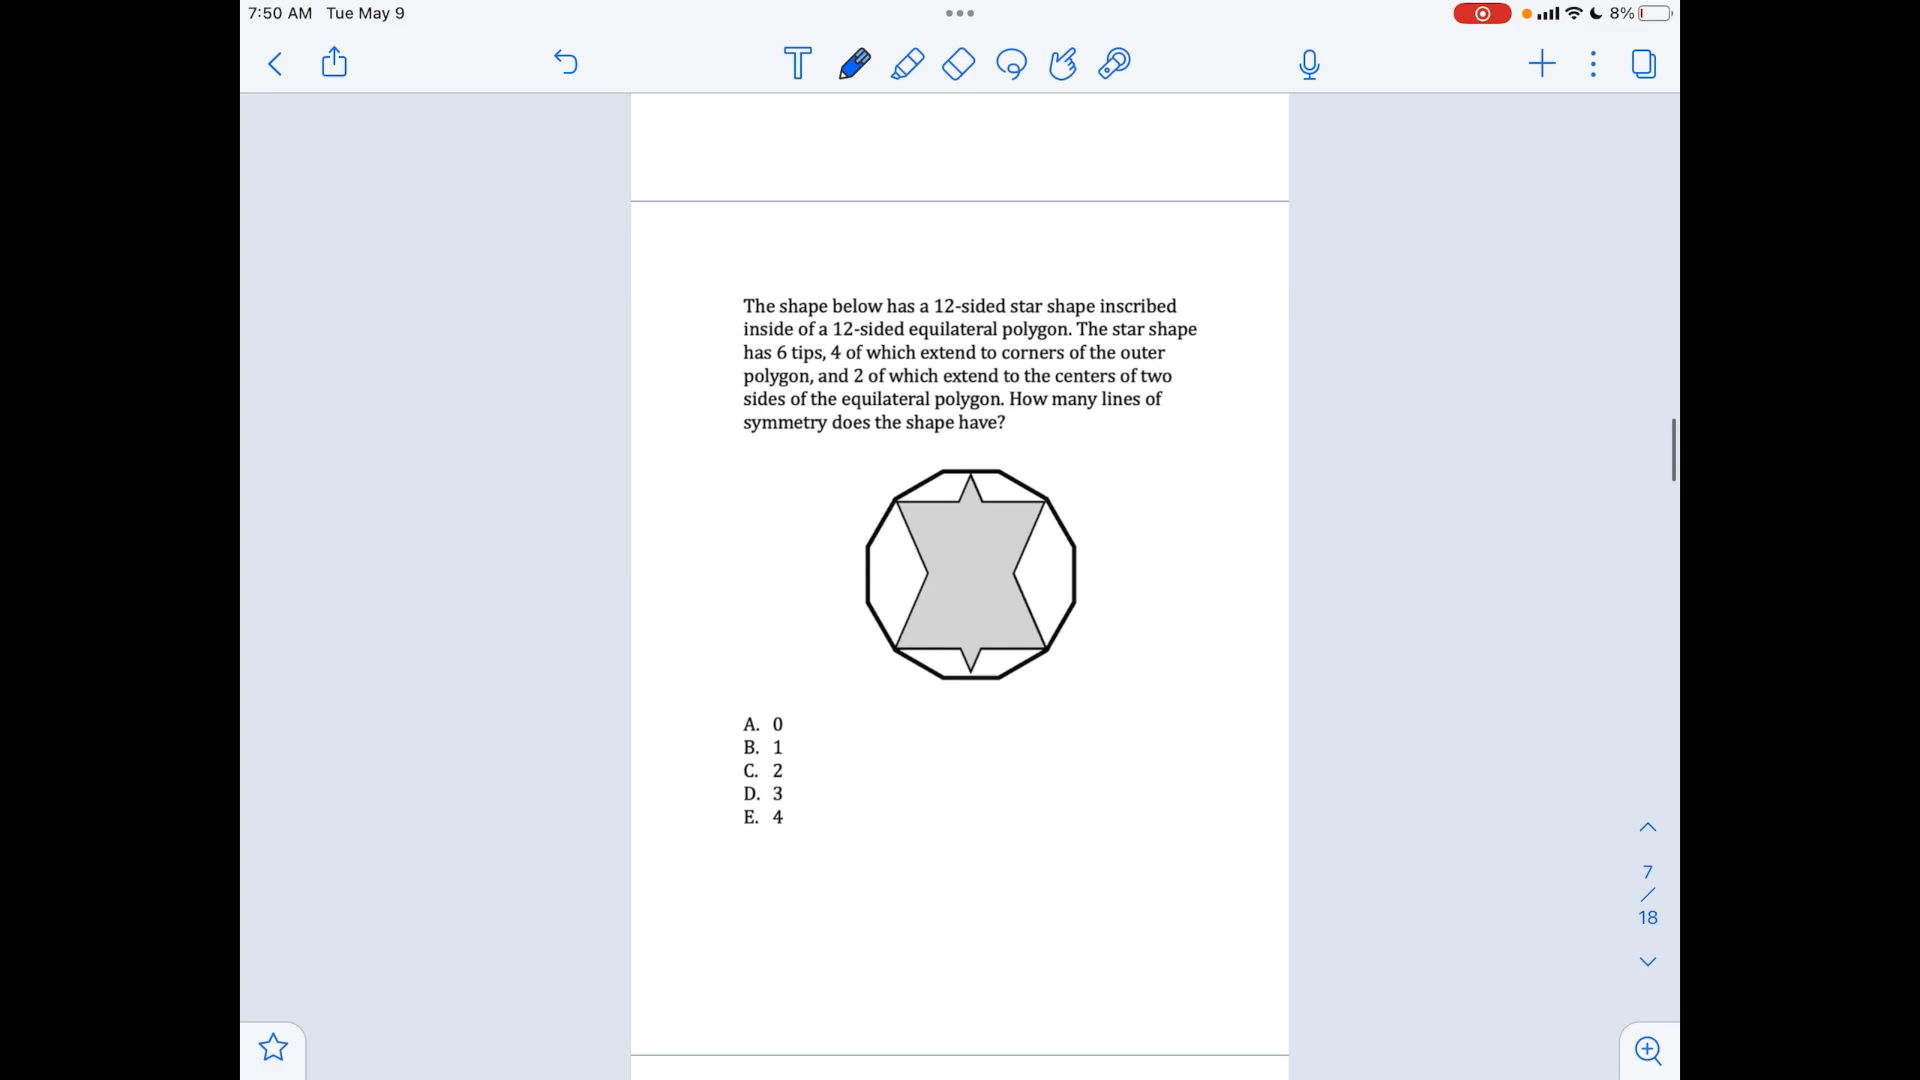 7:50 AM Tue May 9
8%
T
The shape below has a 12-sided star shape inscribed
inside of a 12-sided equilateral polygon. The star shape
has 6 tips, 4 of which extend to corners of the outer
polygon, and 2 of which extend to the centers of two
sides of the equilateral polygon. How many lines of
symmetry does the shape have?
A. 0
B. 1
C. 2
D. 3
E. 4
7
/
18